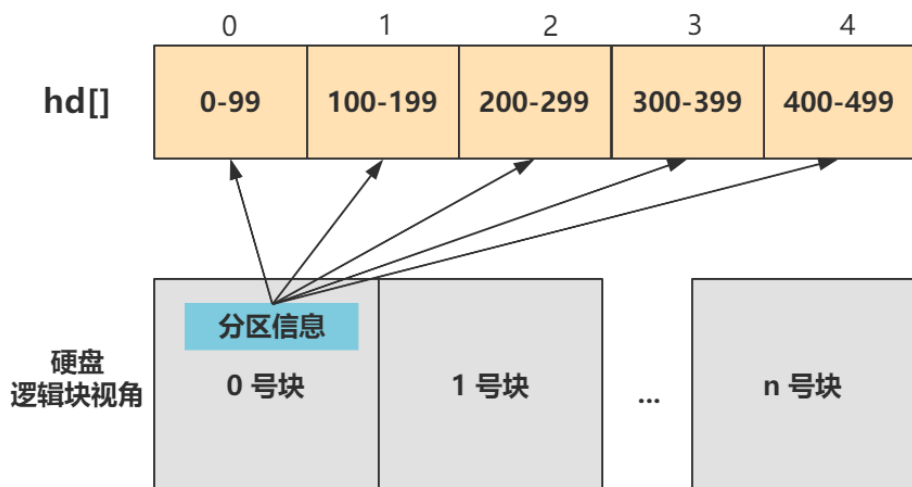 0 1 2 3 4
hd[] 0-99 100-199 200-299 300-399 400-499
分区信息
硬盘
逻辑块视角
0 号块 1 号块 ... n 号块